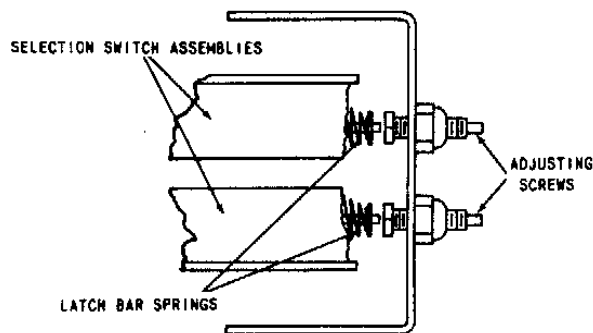 SELECTION SWITCH ASSEMBLIES
ADJUSTING
SCREWS
LATCH BAR SPRINGS